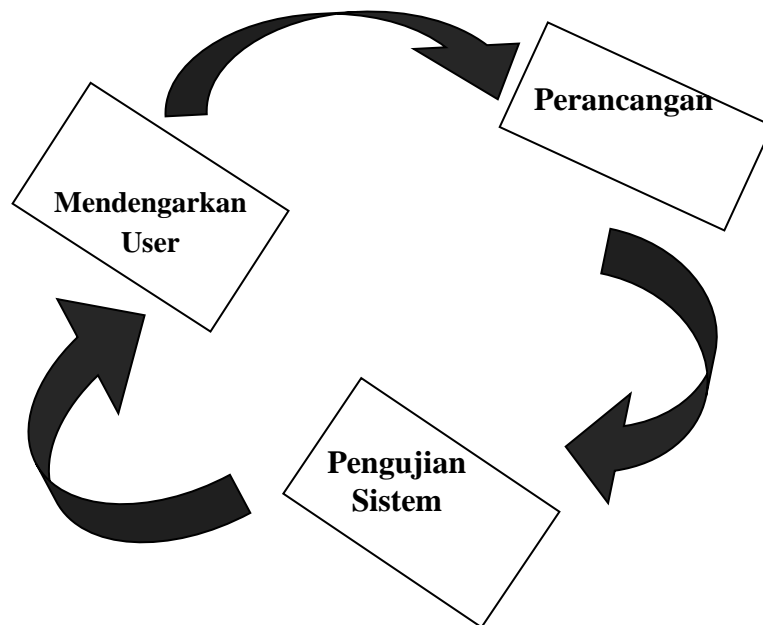 Perancangan
Mendengarkan
User
Pengujian
Sistem